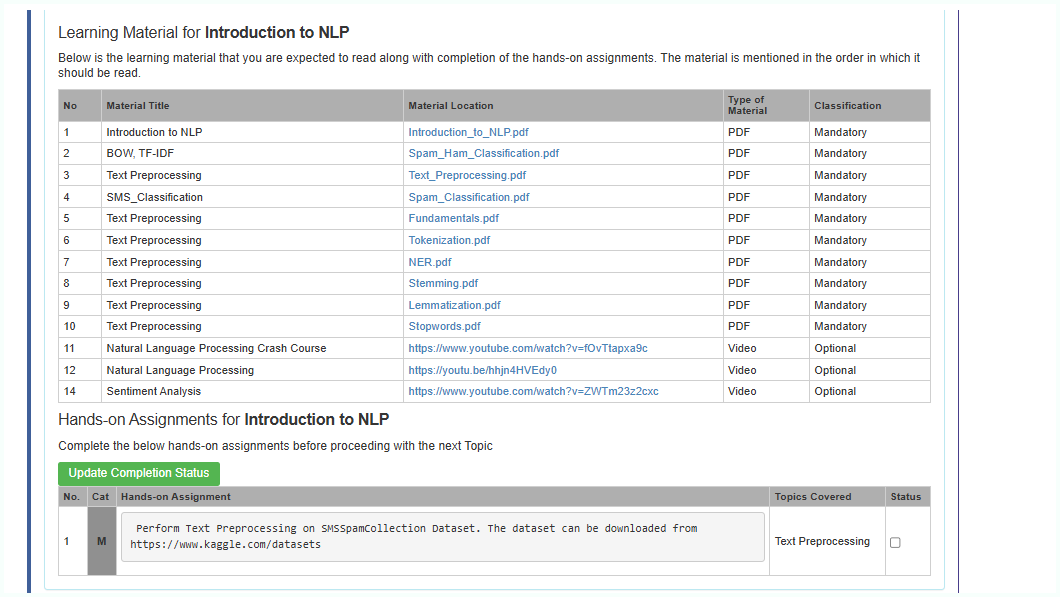 Learning Material for Introduction to NLP
Below is the learning material that you are expected to read along with completion of the hands-on assignments. The material is mentioned in the order in which it
should be read.
No Material Title Material Location Type of Material Classification
1 Introduction to NLP Introduction_to_NLP.pdf PDF Mandatory
2 BOW, TF-IDF Spam_Ham_Classification.pdf PDF Mandatory
3 Text Preprocessing Text_Preprocessing.pdf PDF Mandatory
4 SMS_Classification Spam_Classification.pdf PDF Mandatory
5 Text Preprocessing Fundamentals.pdf PDF Mandatory
6 Text Preprocessing Tokenization.pdf PDF Mandatory
7 Text Preprocessing NER.pdf PDF Mandatory
8 Text Preprocessing Stemming.pdf PDF Mandatory
9 Text Preprocessing Lemmatization.pdf PDF Mandatory
10 Text Preprocessing Stopwords.pdf PDF Mandatory
11 Natural Language Processing Crash Course https://www.youtube.com/watch?v=fOvTtapxa9c Video Optional
12 Natural Language Processing https://youtu.be/hhjn4HVEdy0 Video Optional
14 Sentiment Analysis https://www.youtube.com/watch?v=ZWTm23z2cxc Video Optional
Hands-on Assignments for Introduction to NLP
Complete the below hands-on assignments before proceeding with the next Topic
Update Completion Status
No. Cat Hands-on Assignment Topics Covered Status
1 M Perform Text Preprocessing on SMSSpamCollection Dataset. The dataset can be downloaded from
https://www.kaggle.com/datasets Text Preprocessing